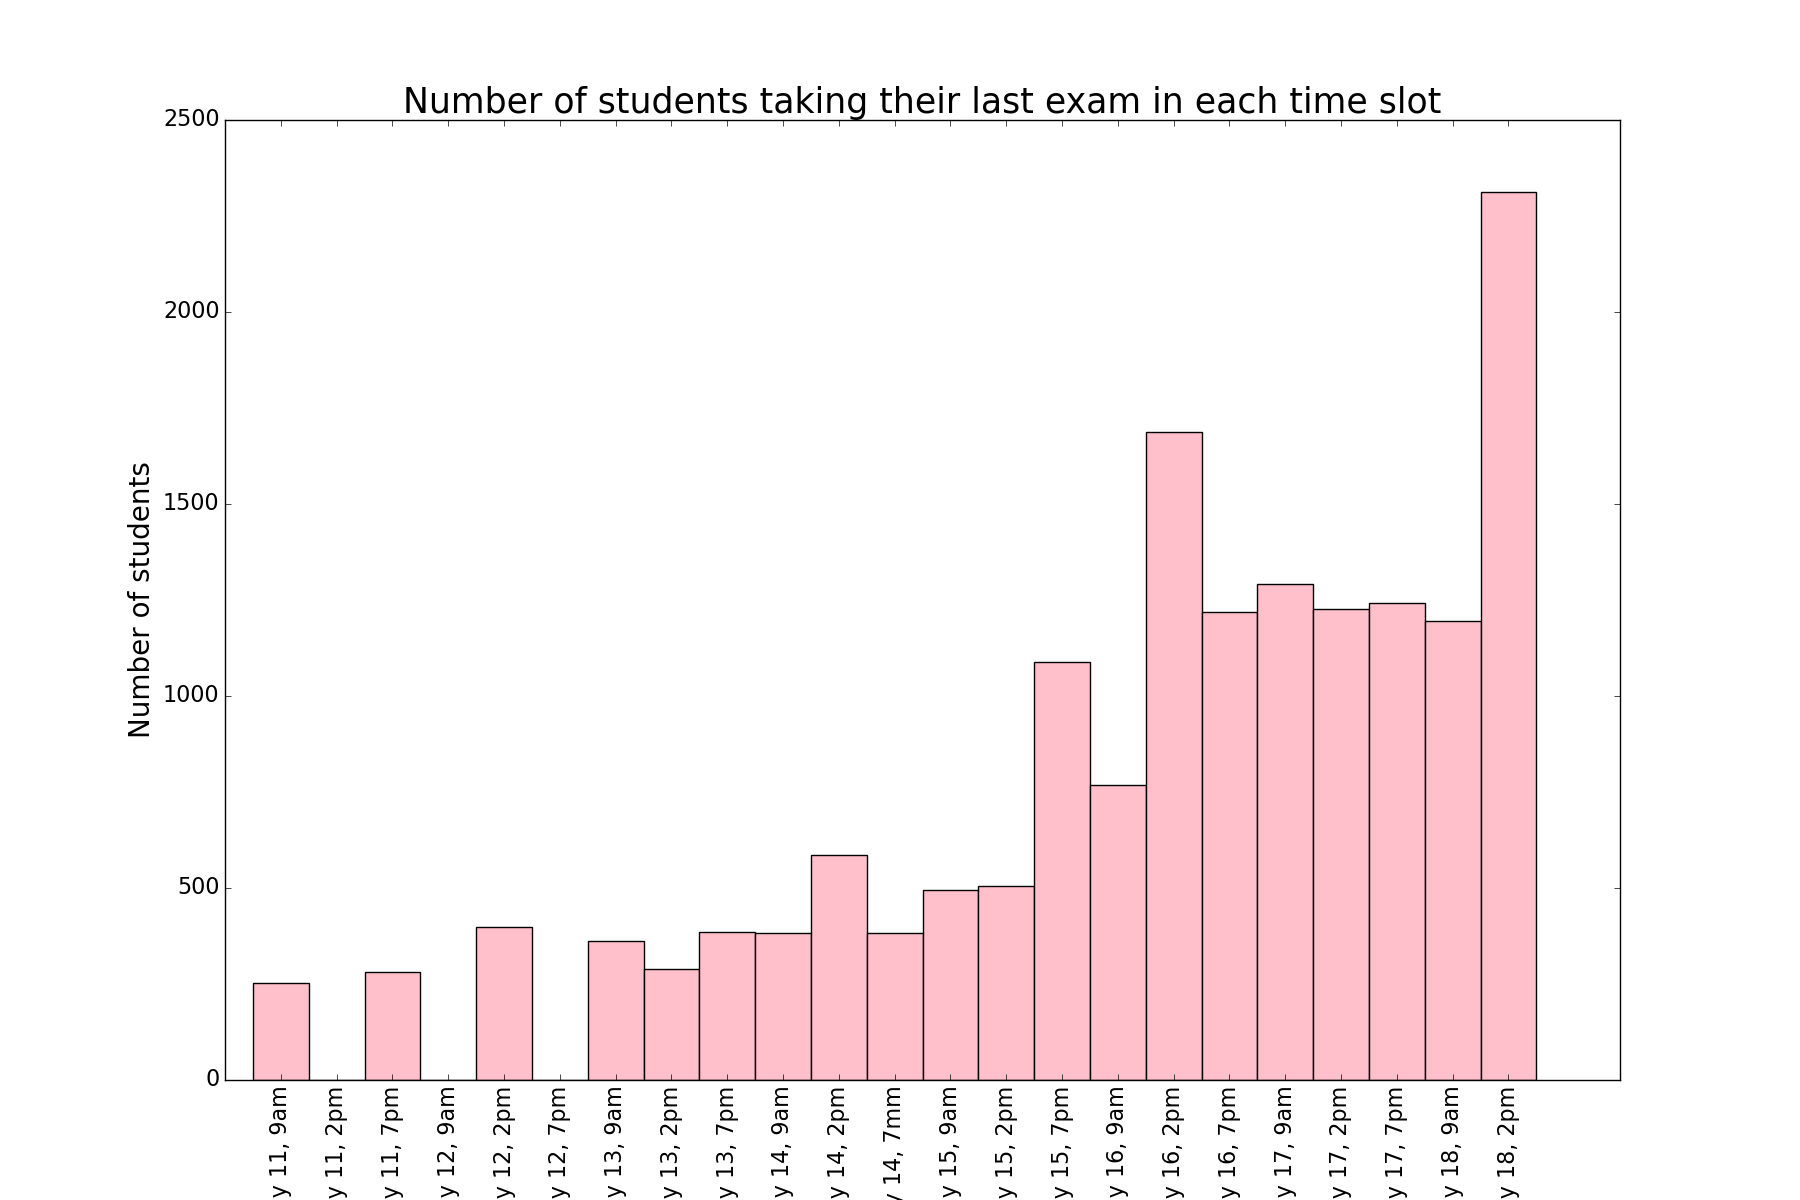 Number of students taking their last exam in each time slot
Number of students
2500
2000
1500
1000
500
0
y 11, 9am
y 11, 2pm
y 11, 7pm
y 12, 9am
y 12, 2pm
y 12, 7pm
y 13, 9am
y 13, 2pm
y 13, 7pm
y 14, 9am
y 14, 2pm
y 14, 7mm
y 15, 9am
y 15, 2pm
y 15, 7pm
y 16, 9am
y 16, 2pm
y 16, 7pm
y 17, 9am
y 17, 2pm
y 17, 7pm
y 18, 9am
y 18, 2pm